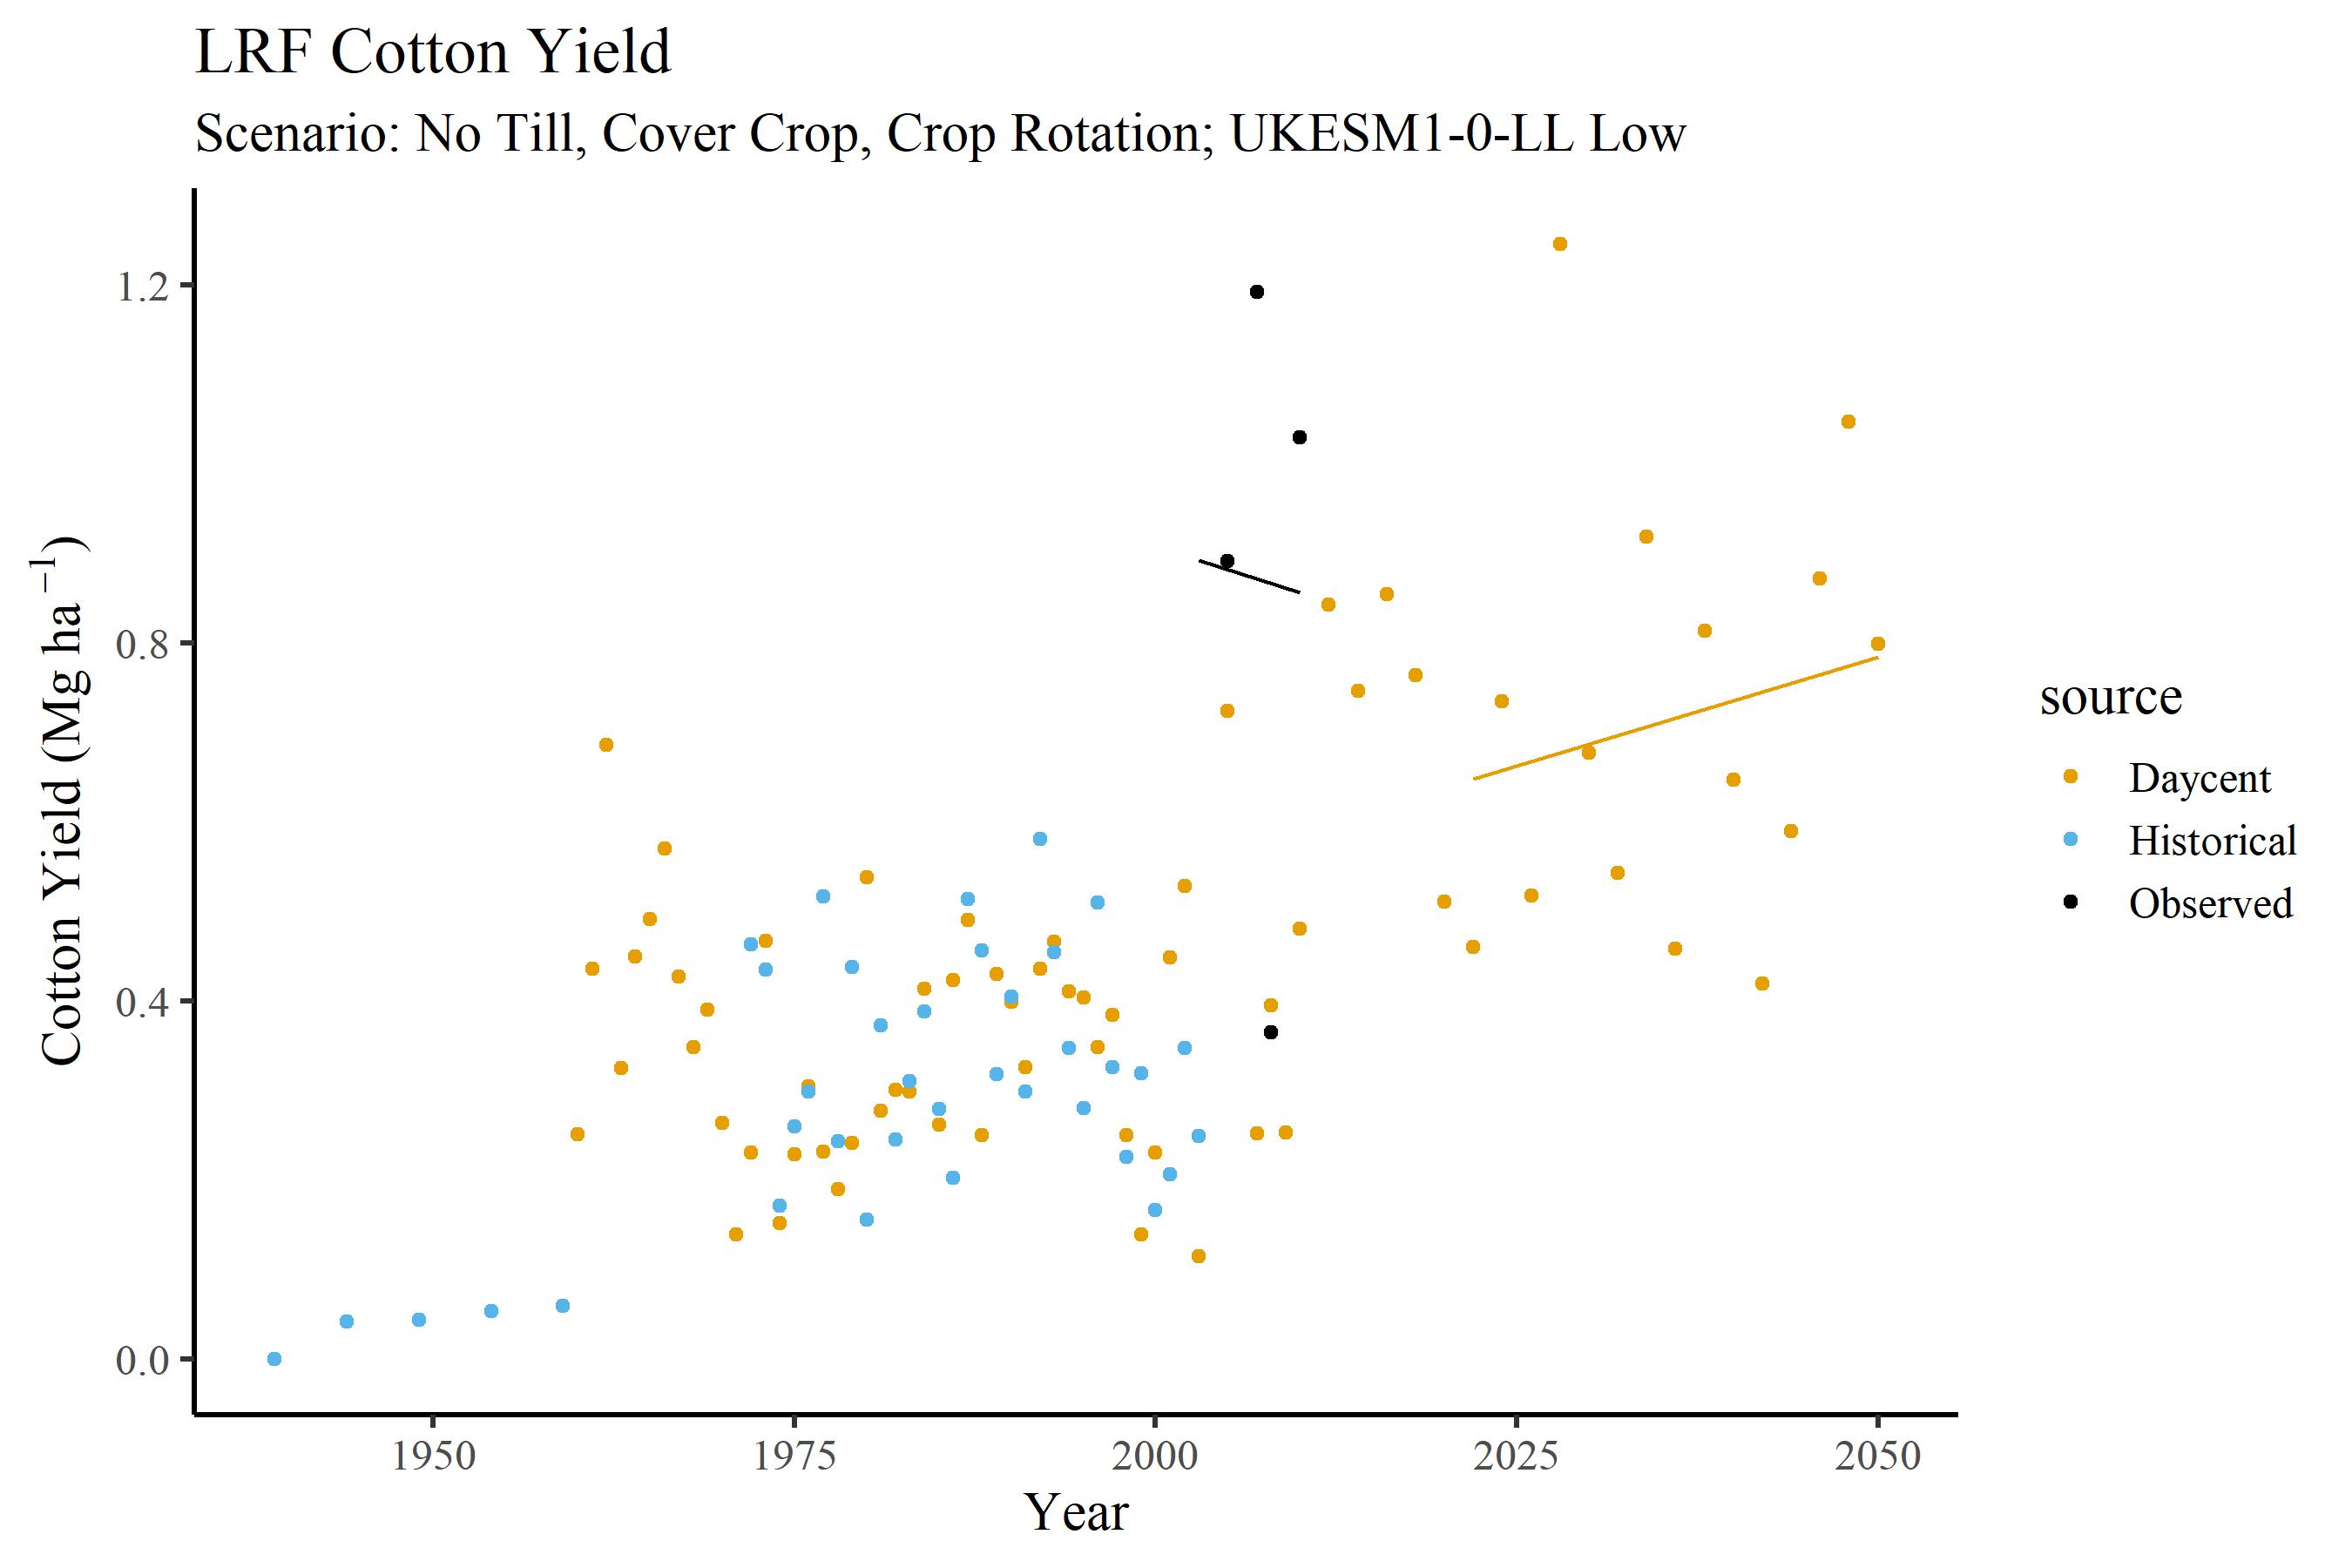 LRF Cotton Yield
Scenario: No Till, Cover Crop, Crop Rotation; UKESM1-0-LL Low
Cotton Yield (Mg ha⁻¹)
1.2
0.8
0.4
0.0
1950 1975 2000 2025 2050
Year
source
Daycent
Historical
Observed